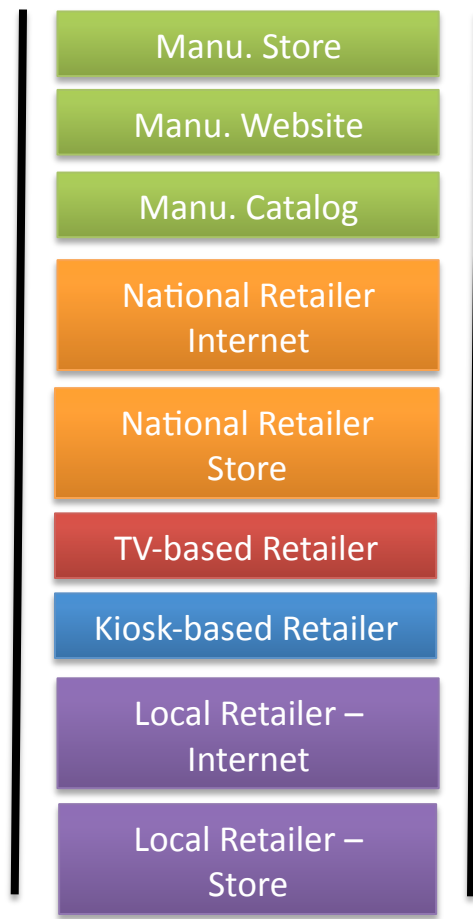 Manu. Store
Manu. Website
Manu. Catalog
National Retailer
Internet
National Retailer
Store
TV-based Retailer
Kiosk-based Retailer
Local Retailer –
Internet
Local Retailer –
Store